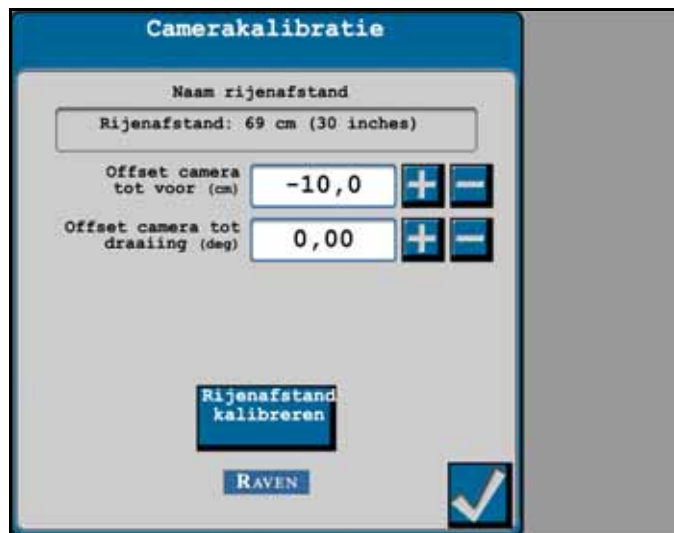 Camerakalibratie
Naam rijenafstand
Rijenafstand: 69 cm (30 inches)
Offset camera
tot voor (cm)
-10,0
Offset camera tot
draaiing (deg)
0,00
Rijenafstand
kalibreren
RAVEN